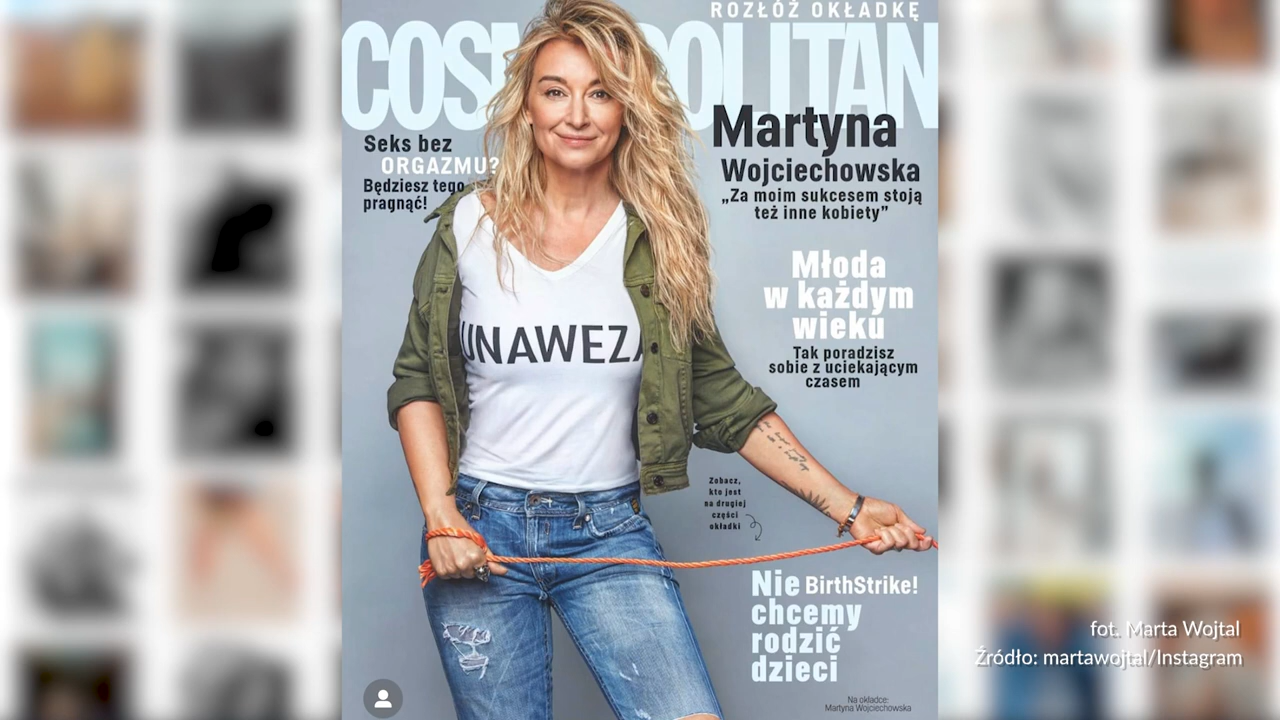 ROZŁÓŻ OKŁADKĘ
COSMOPOLITAN
Martyna
Wojciechowska
„Za moim sukcesem stoją
też inne kobiety”
Seks bez
ORGAZMU?
Będziesz tego
pragnąć!
Młoda
w każdym
wieku
Tak poradzisz
sobie z uciekającym
czasem
UNAWEZA
Zobacz,
kto jest
na drugiej
części
okładki
Nie BirthStrike!
chcemy
rodzić
dzieci
Na okładce:
Martyna Wojciechowska
fot. Marta Wojtal
Źródło: martawojtal/Instagram